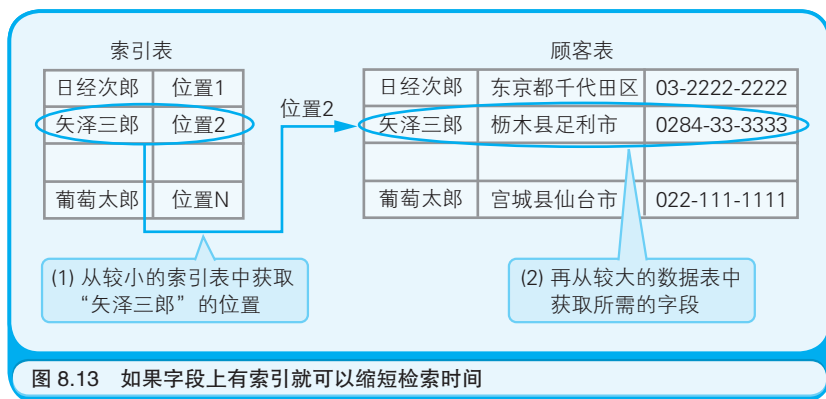 索引表
顾客表
日经次郎 位置1
矢泽三郎 位置2
葡萄太郎 位置N
位置2
日经次郎 东京都千代田区 03-2222-2222
矢泽三郎 枥木县足利市 0284-33-3333
葡萄太郎 宫城县仙台市 022-111-1111
(1) 从较小的索引表中获取
“矢泽三郎”的位置
(2) 再从较大的数据表中
获取所需的字段
图 8.13 如果字段上有索引就可以缩短检索时间